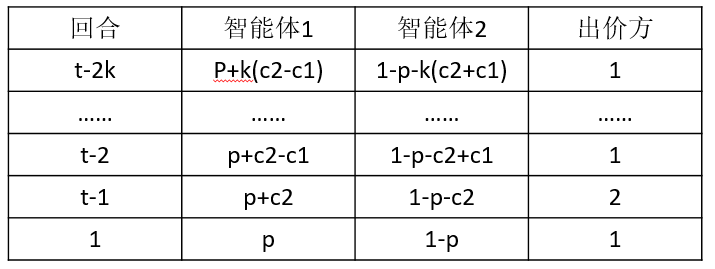 回合 智能体1 智能体2 出价方
t-2k P+k(c2-c1) 1-p-k(c2+c1) 1
…… …… …… ……
t-2 p+c2-c1 1-p-c2+c1 1
t-1 p+c2 1-p-c2 2
1 p 1-p 1